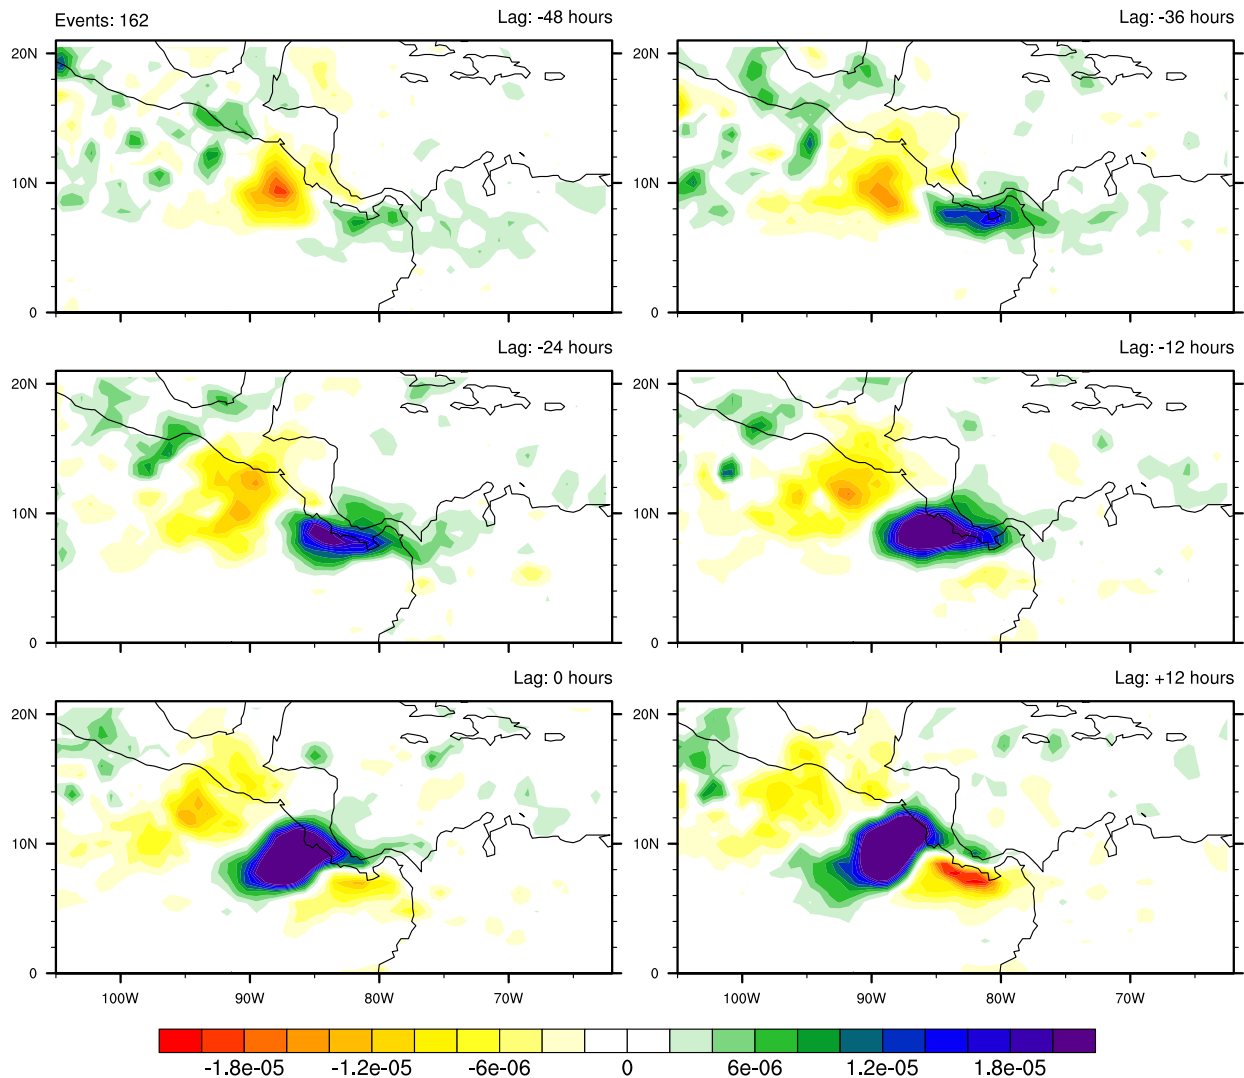 Events: 162
Lag: -48 hours
Lag: -36 hours
20N
10N
0
20N
10N
0
Lag: -24 hours
Lag: -12 hours
20N
10N
0
20N
10N
0
Lag: 0 hours
Lag: +12 hours
20N
10N
0
20N
10N
0
100W 90W 80W 70W
100W 90W 80W 70W
-1.8e-05 -1.2e-05 -6e-06 0 6e-06 1.2e-05 1.8e-05